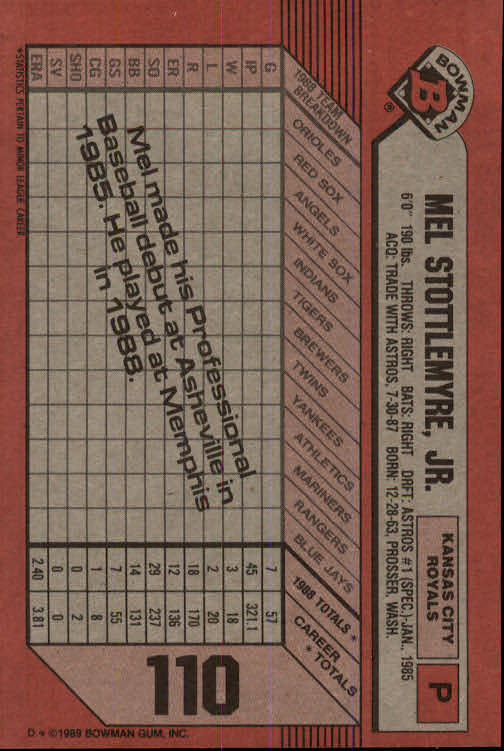 BOWMAN
B
®
MEL STOTTLEMYRE, JR.
6'0" 190 lbs. THROWS: RIGHT BATS: RIGHT DRFT: ASTROS #1 (SPEC.)-JAN., 1985
ACQ: TRADE WITH ASTROS, 7-30-87 BORN: 12-28-63, PROSSER, WASH.
KANSAS CITY
ROYALS
P
1988 TEAM
BREAKDOWN
ORIOLES
RED SOX
ANGELS
WHITE SOX
INDIANS
TIGERS
BREWERS
TWINS
YANKEES
ATHLETICS
MARINERS
RANGERS
BLUE JAYS
1988 TOTALS *
CAREER * TOTALS
G 7 57
IP 45 321.1
W 3 18
L 2 20
R 18 170
ER 12 136
SO 29 237
BB 14 131
GS 7 55
CG 1 8
SHO 0 2
SV 0 0
ERA 2.40 3.81
Mel made his Professional
Baseball debut at Asheville in
1985. He played at Memphis
in 1988.
*STATISTICS PERTAIN TO MINOR LEAGUE CAREER
110
D * ©1989 BOWMAN GUM, INC.